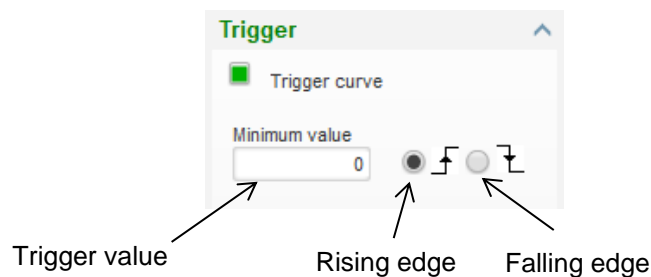 Trigger
Trigger curve
Minimum value
0
Trigger value
Rising edge
Falling edge